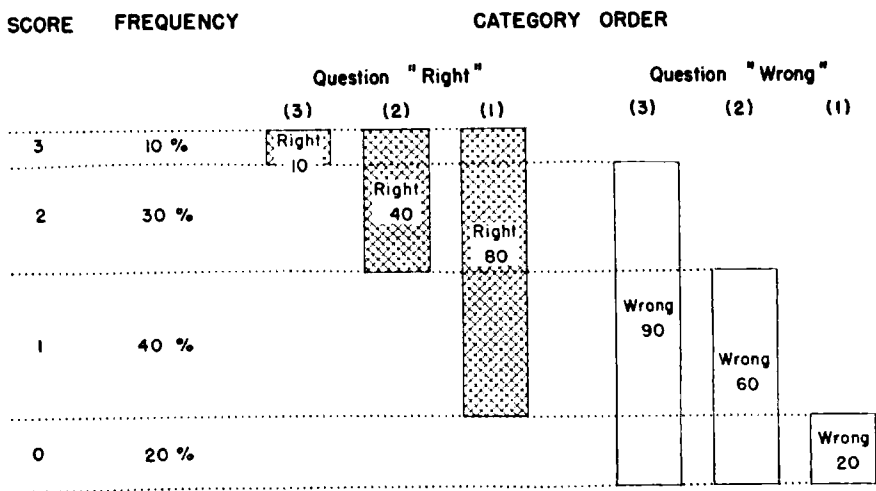 SCORE FREQUENCY CATEGORY ORDER
Question "Right" Question "Wrong"
(3) (2) (1) (3) (2) (1)
3 10 % Right
10
Right
2 30 % 40
Right
80
Wrong
1 40 % 90 Wrong
60
Wrong
0 20 % 20